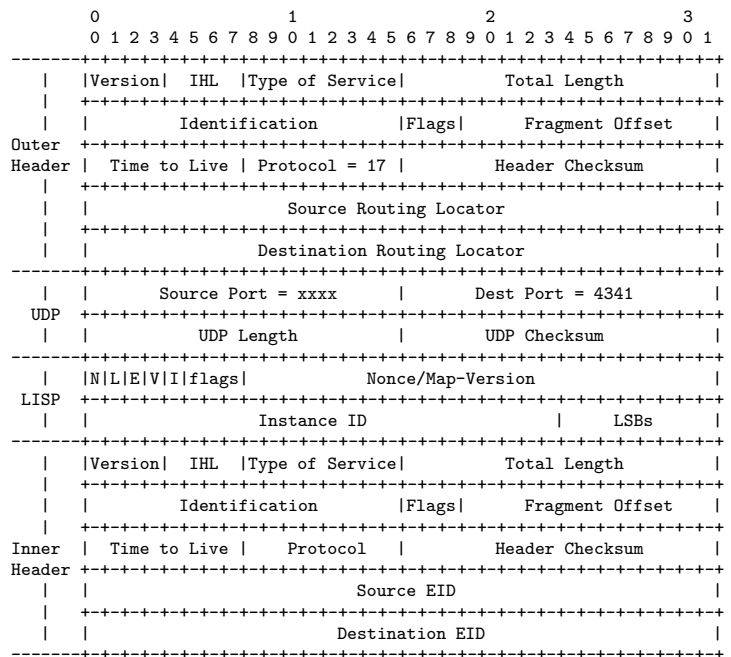 0                   1                   2                   3
        0 1 2 3 4 5 6 7 8 9 0 1 2 3 4 5 6 7 8 9 0 1 2 3 4 5 6 7 8 9 0 1
-------+-+-+-+-+-+-+-+-+-+-+-+-+-+-+-+-+-+-+-+-+-+-+-+-+-+-+-+-+-+-+-+-+
   |   |Version|  IHL  |Type of Service|          Total Length         |
   |   +-+-+-+-+-+-+-+-+-+-+-+-+-+-+-+-+-+-+-+-+-+-+-+-+-+-+-+-+-+-+-+-+
   |   |         Identification        |Flags|      Fragment Offset    |
Outer  +-+-+-+-+-+-+-+-+-+-+-+-+-+-+-+-+-+-+-+-+-+-+-+-+-+-+-+-+-+-+-+-+
Header |  Time to Live | Protocol = 17 |         Header Checksum       |
   |   +-+-+-+-+-+-+-+-+-+-+-+-+-+-+-+-+-+-+-+-+-+-+-+-+-+-+-+-+-+-+-+-+
   |   |                    Source Routing Locator                     |
   |   +-+-+-+-+-+-+-+-+-+-+-+-+-+-+-+-+-+-+-+-+-+-+-+-+-+-+-+-+-+-+-+-+
   |   |                 Destination Routing Locator                   |
-------+-+-+-+-+-+-+-+-+-+-+-+-+-+-+-+-+-+-+-+-+-+-+-+-+-+-+-+-+-+-+-+-+
   |   |       Source Port = xxxx      |       Dest Port = 4341        |
  UDP  +-+-+-+-+-+-+-+-+-+-+-+-+-+-+-+-+-+-+-+-+-+-+-+-+-+-+-+-+-+-+-+-+
   |   |           UDP Length          |        UDP Checksum           |
-------+-+-+-+-+-+-+-+-+-+-+-+-+-+-+-+-+-+-+-+-+-+-+-+-+-+-+-+-+-+-+-+-+
   |   |N|L|E|V|I|flags|            Nonce/Map-Version                  |
 LISP  +-+-+-+-+-+-+-+-+-+-+-+-+-+-+-+-+-+-+-+-+-+-+-+-+-+-+-+-+-+-+-+-+
   |   |                 Instance ID                   |     LSBs      |
-------+-+-+-+-+-+-+-+-+-+-+-+-+-+-+-+-+-+-+-+-+-+-+-+-+-+-+-+-+-+-+-+-+
   |   |Version|  IHL  |Type of Service|          Total Length         |
   |   +-+-+-+-+-+-+-+-+-+-+-+-+-+-+-+-+-+-+-+-+-+-+-+-+-+-+-+-+-+-+-+-+
   |   |         Identification        |Flags|      Fragment Offset    |
   |   +-+-+-+-+-+-+-+-+-+-+-+-+-+-+-+-+-+-+-+-+-+-+-+-+-+-+-+-+-+-+-+-+
Inner  |  Time to Live |    Protocol   |         Header Checksum       |
Header +-+-+-+-+-+-+-+-+-+-+-+-+-+-+-+-+-+-+-+-+-+-+-+-+-+-+-+-+-+-+-+-+
   |   |                           Source EID                          |
   |   +-+-+-+-+-+-+-+-+-+-+-+-+-+-+-+-+-+-+-+-+-+-+-+-+-+-+-+-+-+-+-+-+
   |   |                         Destination EID                       |
-------+-+-+-+-+-+-+-+-+-+-+-+-+-+-+-+-+-+-+-+-+-+-+-+-+-+-+-+-+-+-+-+-+